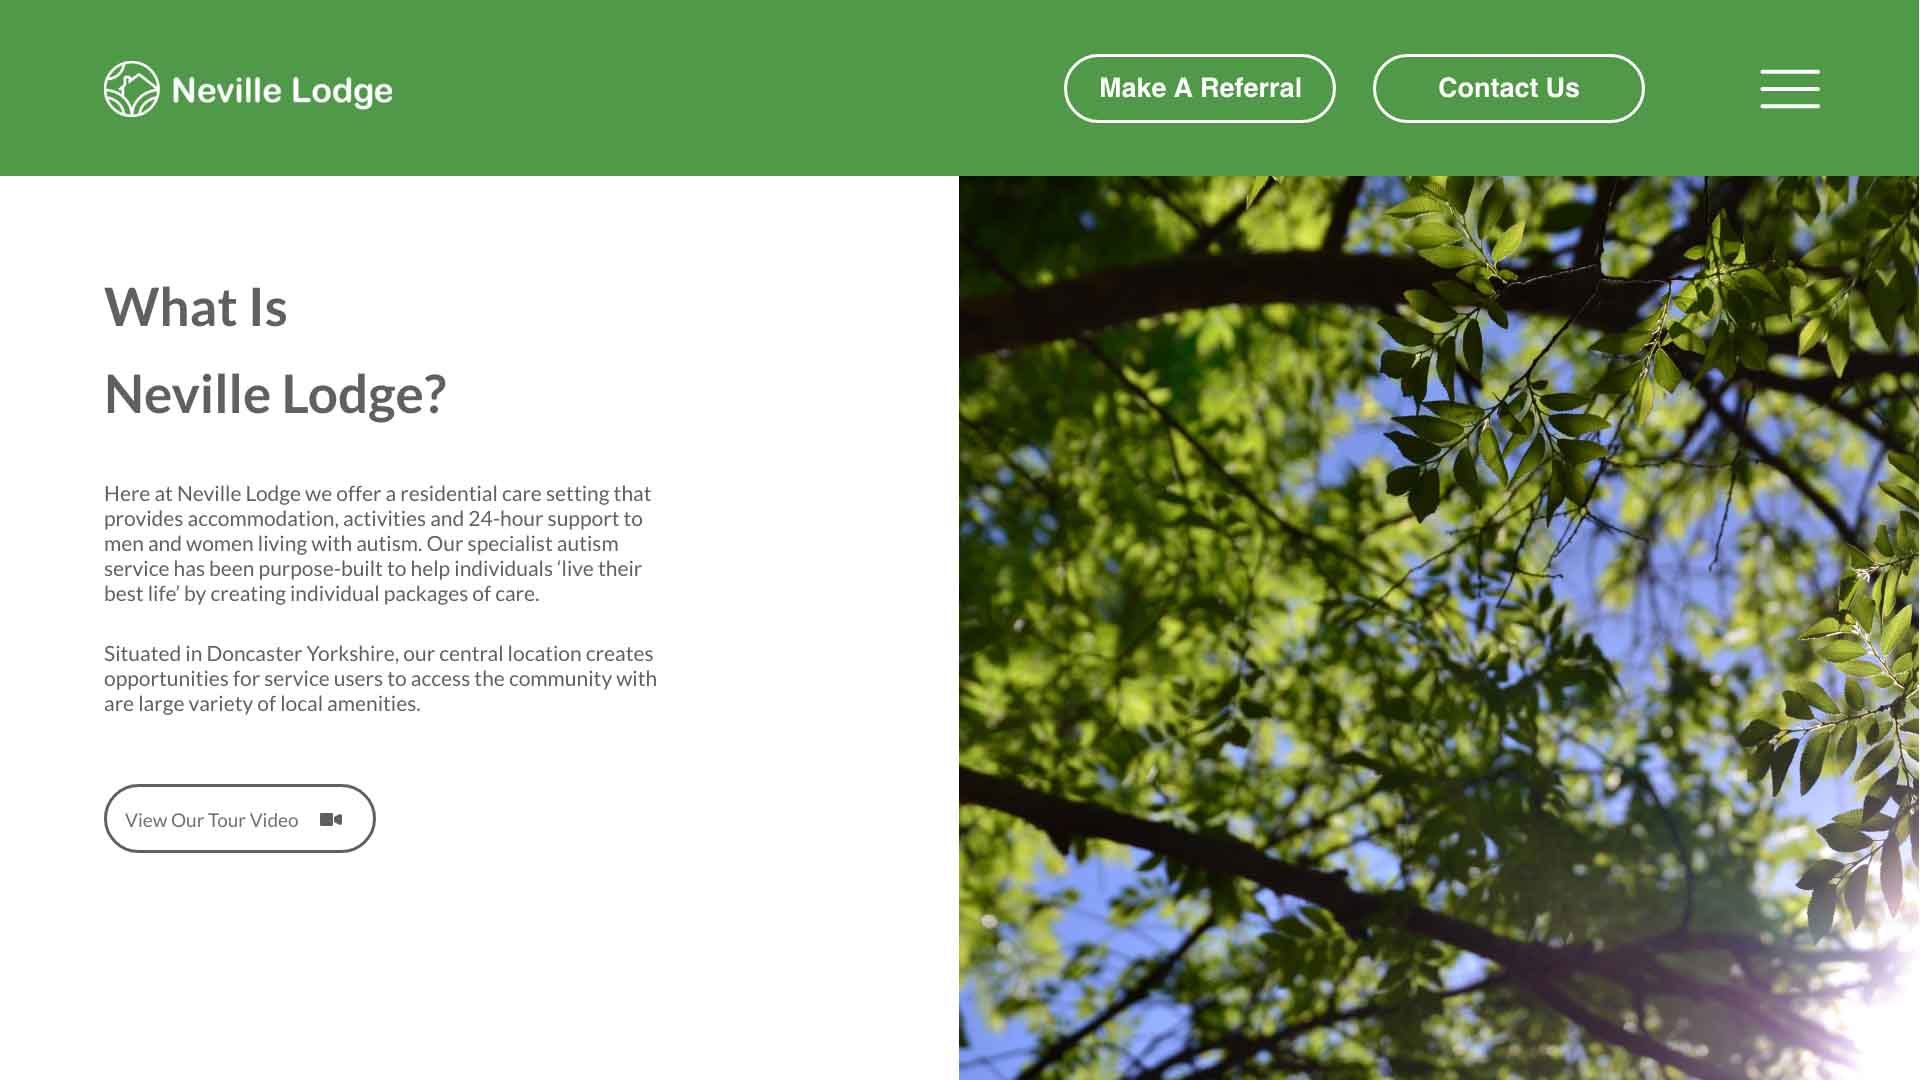 Neville Lodge
Make A Referral
Contact Us
What Is
Neville Lodge?
Here at Neville Lodge we offer a residential care setting that
provides accommodation, activities and 24-hour support to
men and women living with autism. Our specialist autism
service has been purpose-built to help individuals ‘live their
best life’ by creating individual packages of care.
Situated in Doncaster Yorkshire, our central location creates
opportunities for service users to access the community with
are large variety of local amenities.
View Our Tour Video